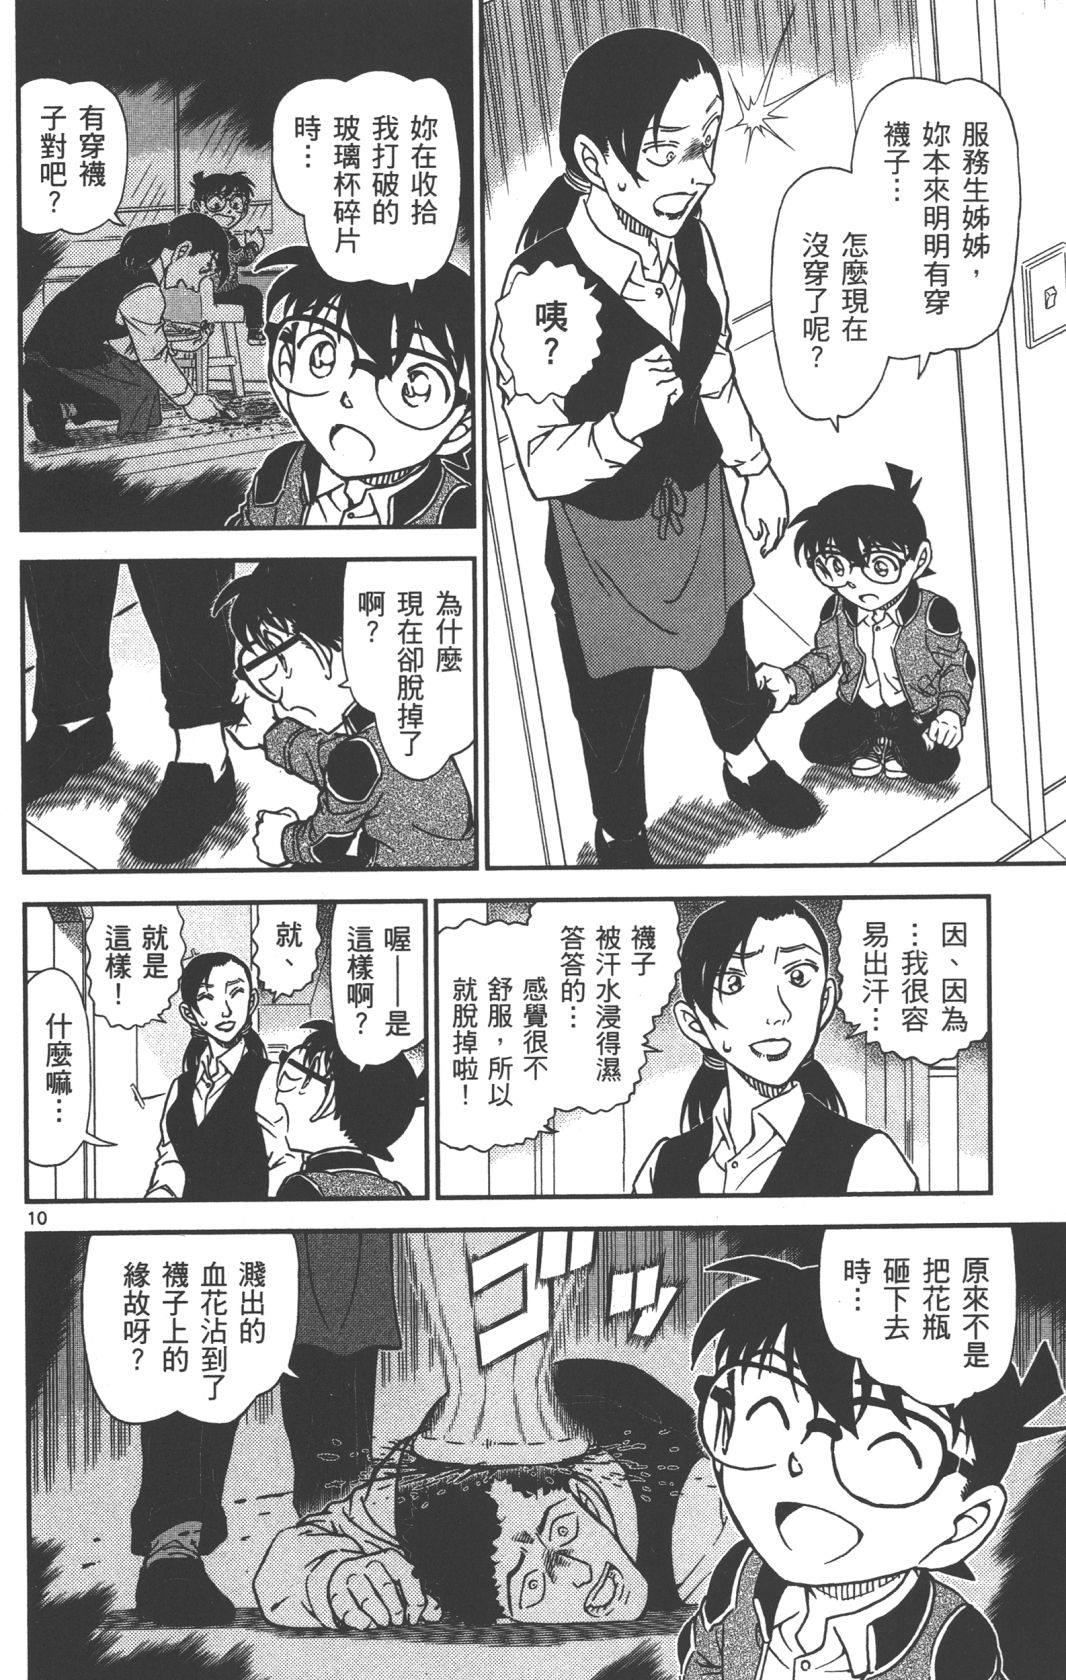 服務生姊姊，
妳本來明明有穿
襪子…
怎麼現在
沒穿了呢？
咦？
妳在收拾
我打破的
玻璃杯碎片
時…
有穿襪
子對吧？
為什麼
現在卻脫掉了
啊？
因、因為
…我很容
易出汗…
襪子
被汗水浸得濕
答答的…
感覺很不
舒服，所以
就脫掉啦！
喔——是
這樣啊？
就、
就是
這樣！
什麼嘛…
10
原來不是
把花瓶
砸下去
時…
ゴッ
濺出的
血花沾到了
襪子上的
緣故呀？